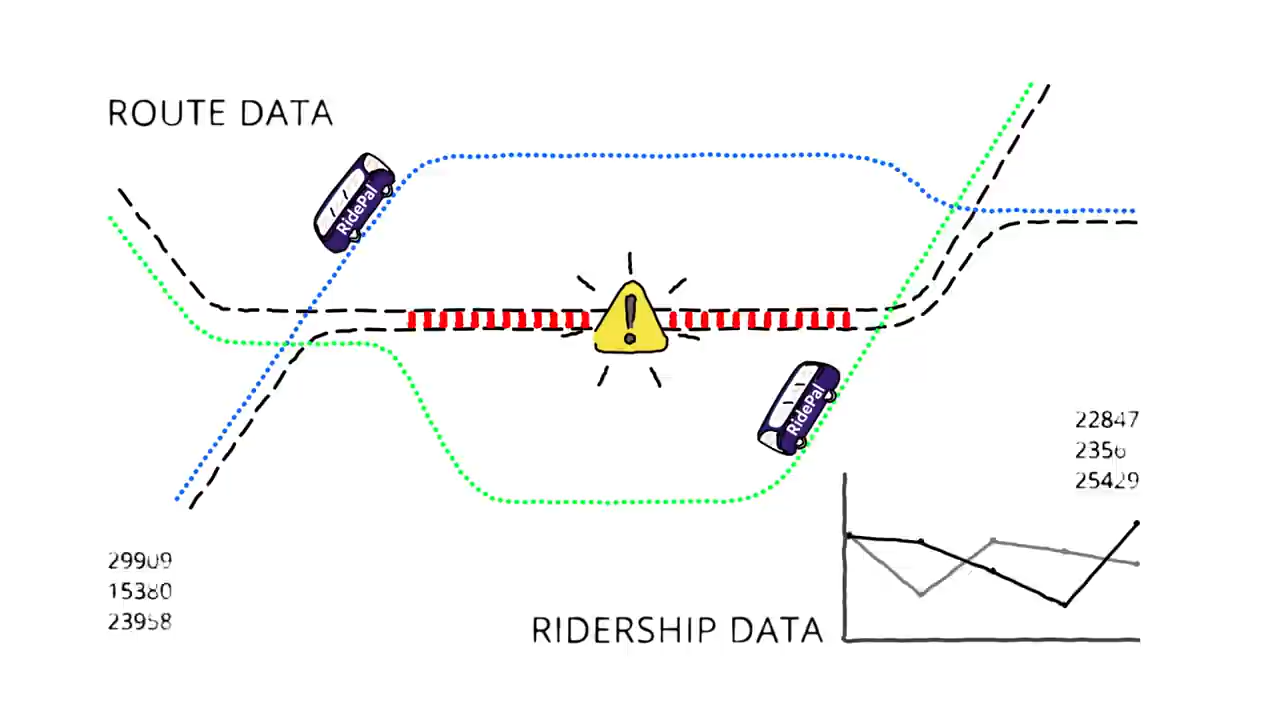 ROUTE DATA
RidePal
RidePal
22847
25429
29909
15380
23958
RIDERSHIP DATA